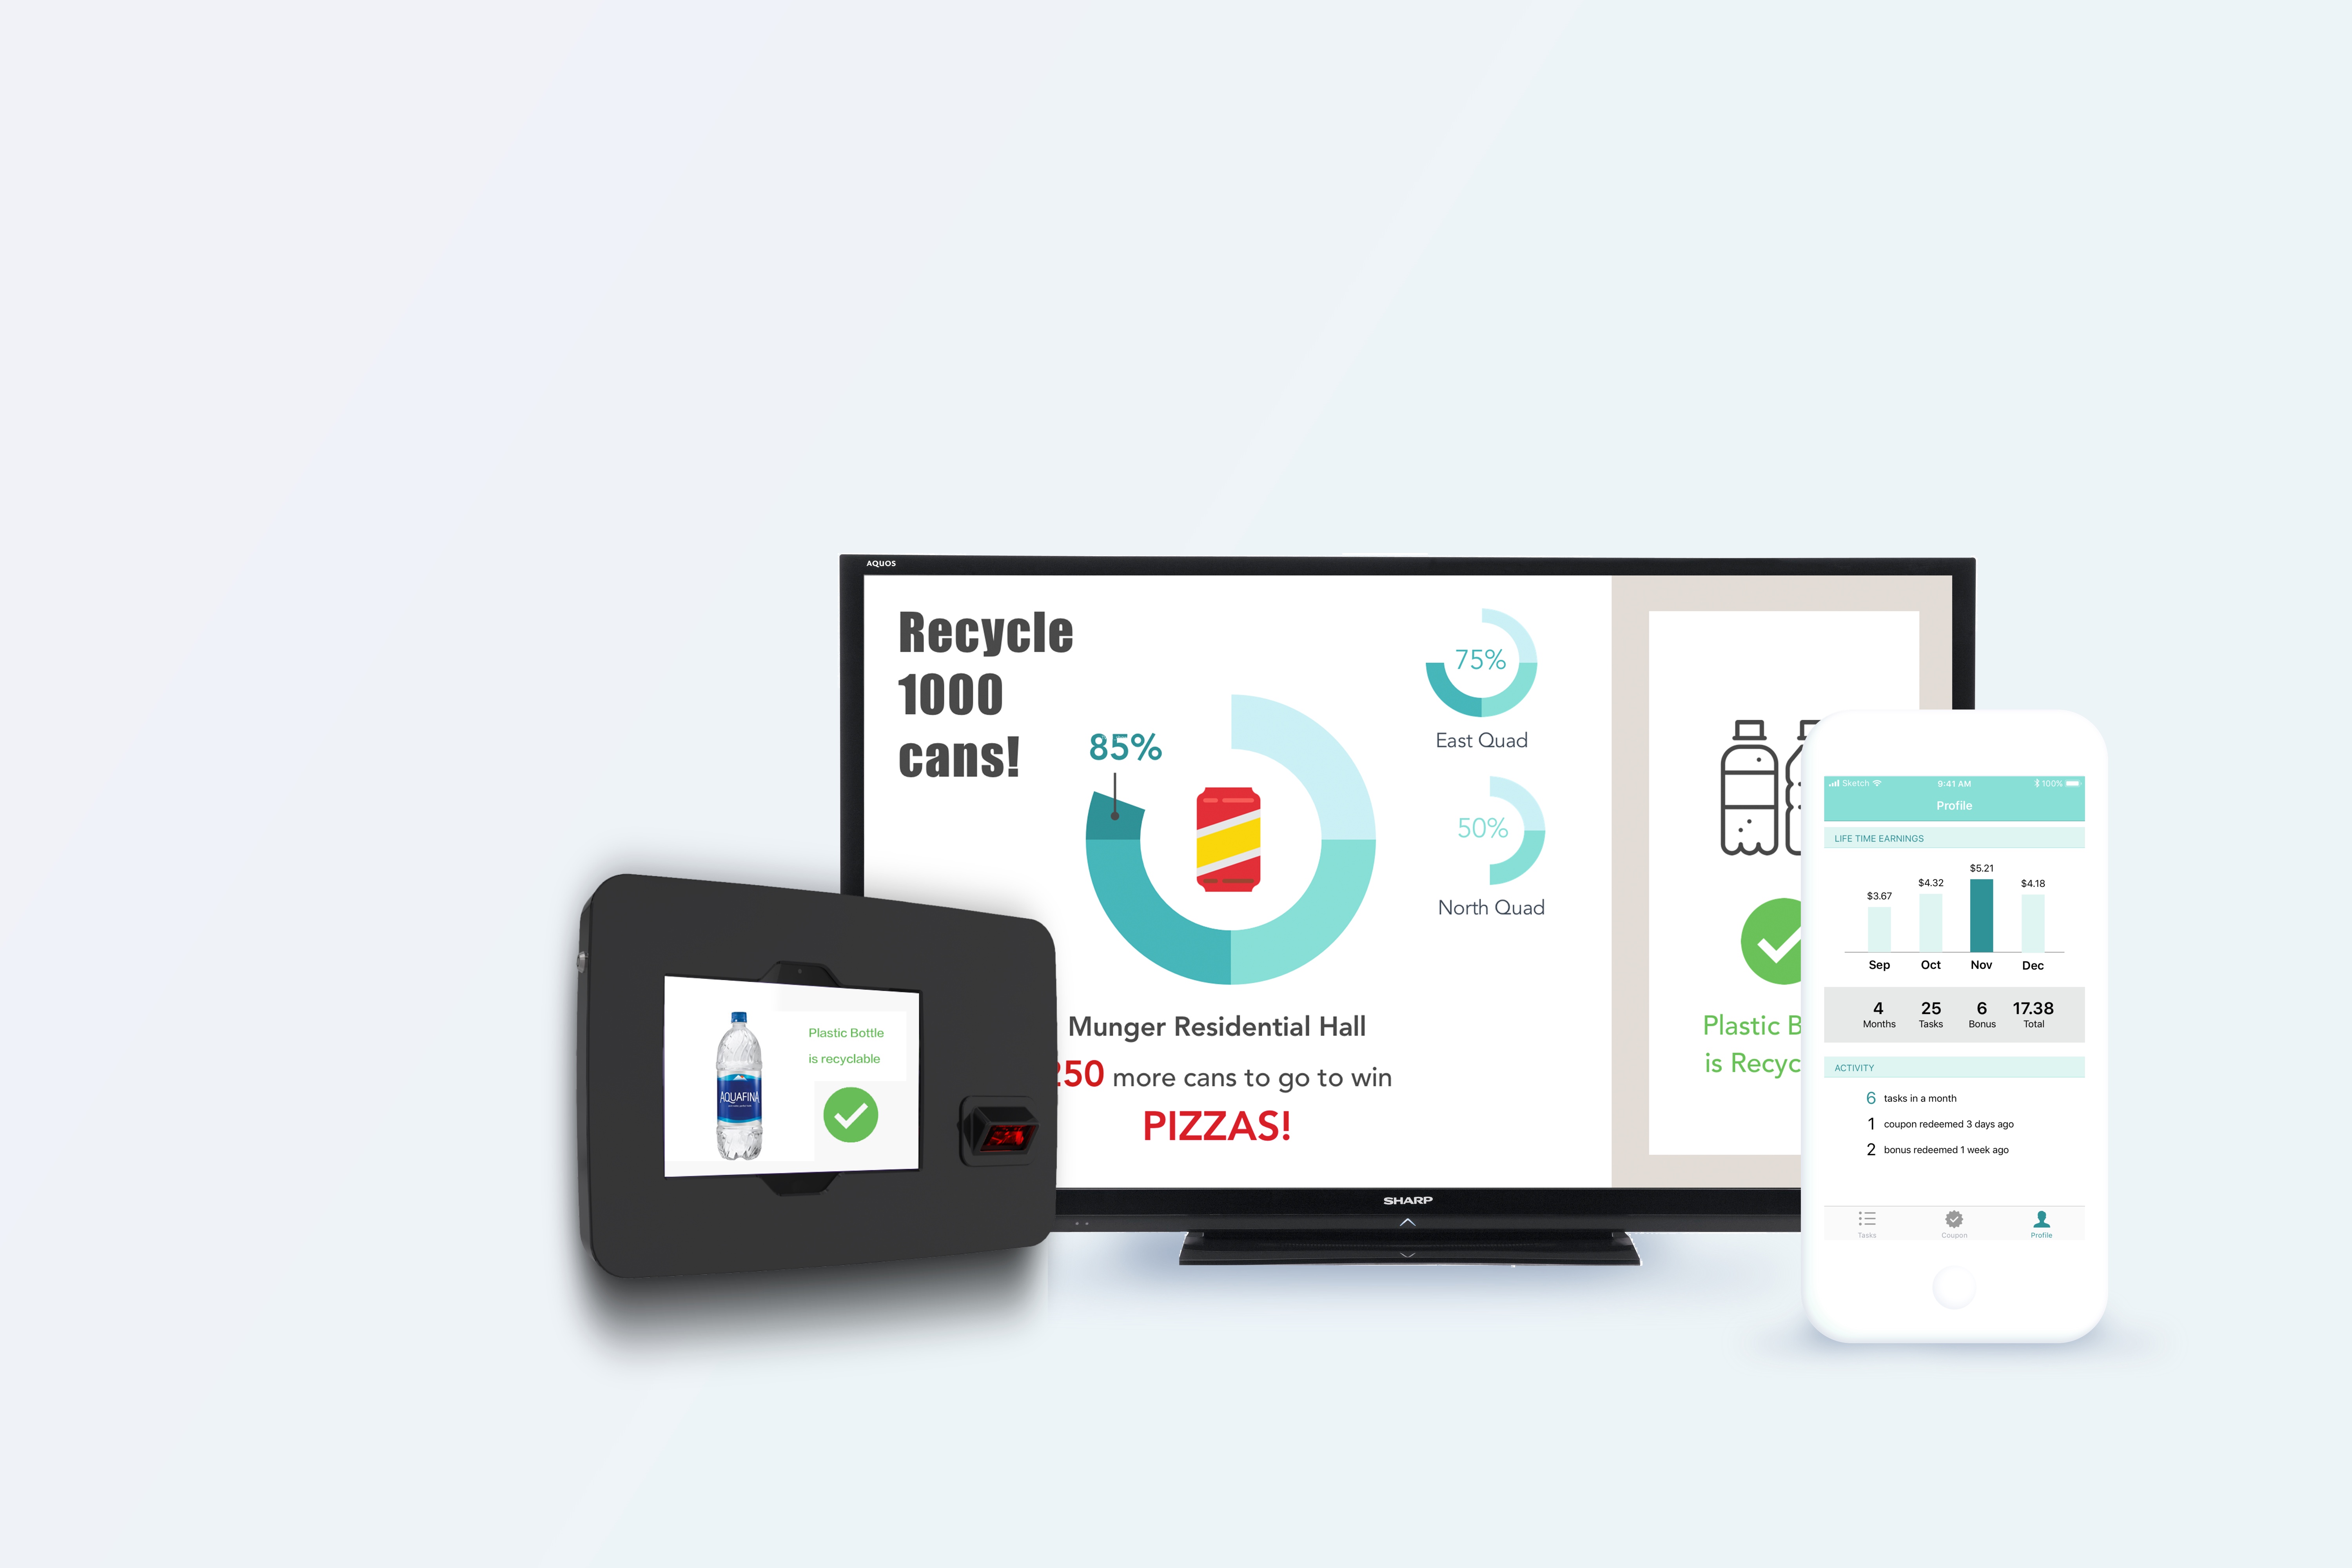 AQUOS
Recycle
1000
cans!
85%
75%
East Quad
50%
North Quad
Munger Residential Hall
250 more cans to go to win
PIZZAS!
Plastic B
is Recyc
SHARP
Plastic Bottle
is recyclable
AQUAFINA
Sketch 9:41 AM 100%
Profile
LIFE TIME EARNINGS
$3.67 $4.32 $5.21 $4.18
Sep Oct Nov Dec
4 25 6 17.38
Months Tasks Bonus Total
ACTIVITY
6 tasks in a month
1 coupon redeemed 3 days ago
2 bonus redeemed 1 week ago
Tasks Coupon Profile